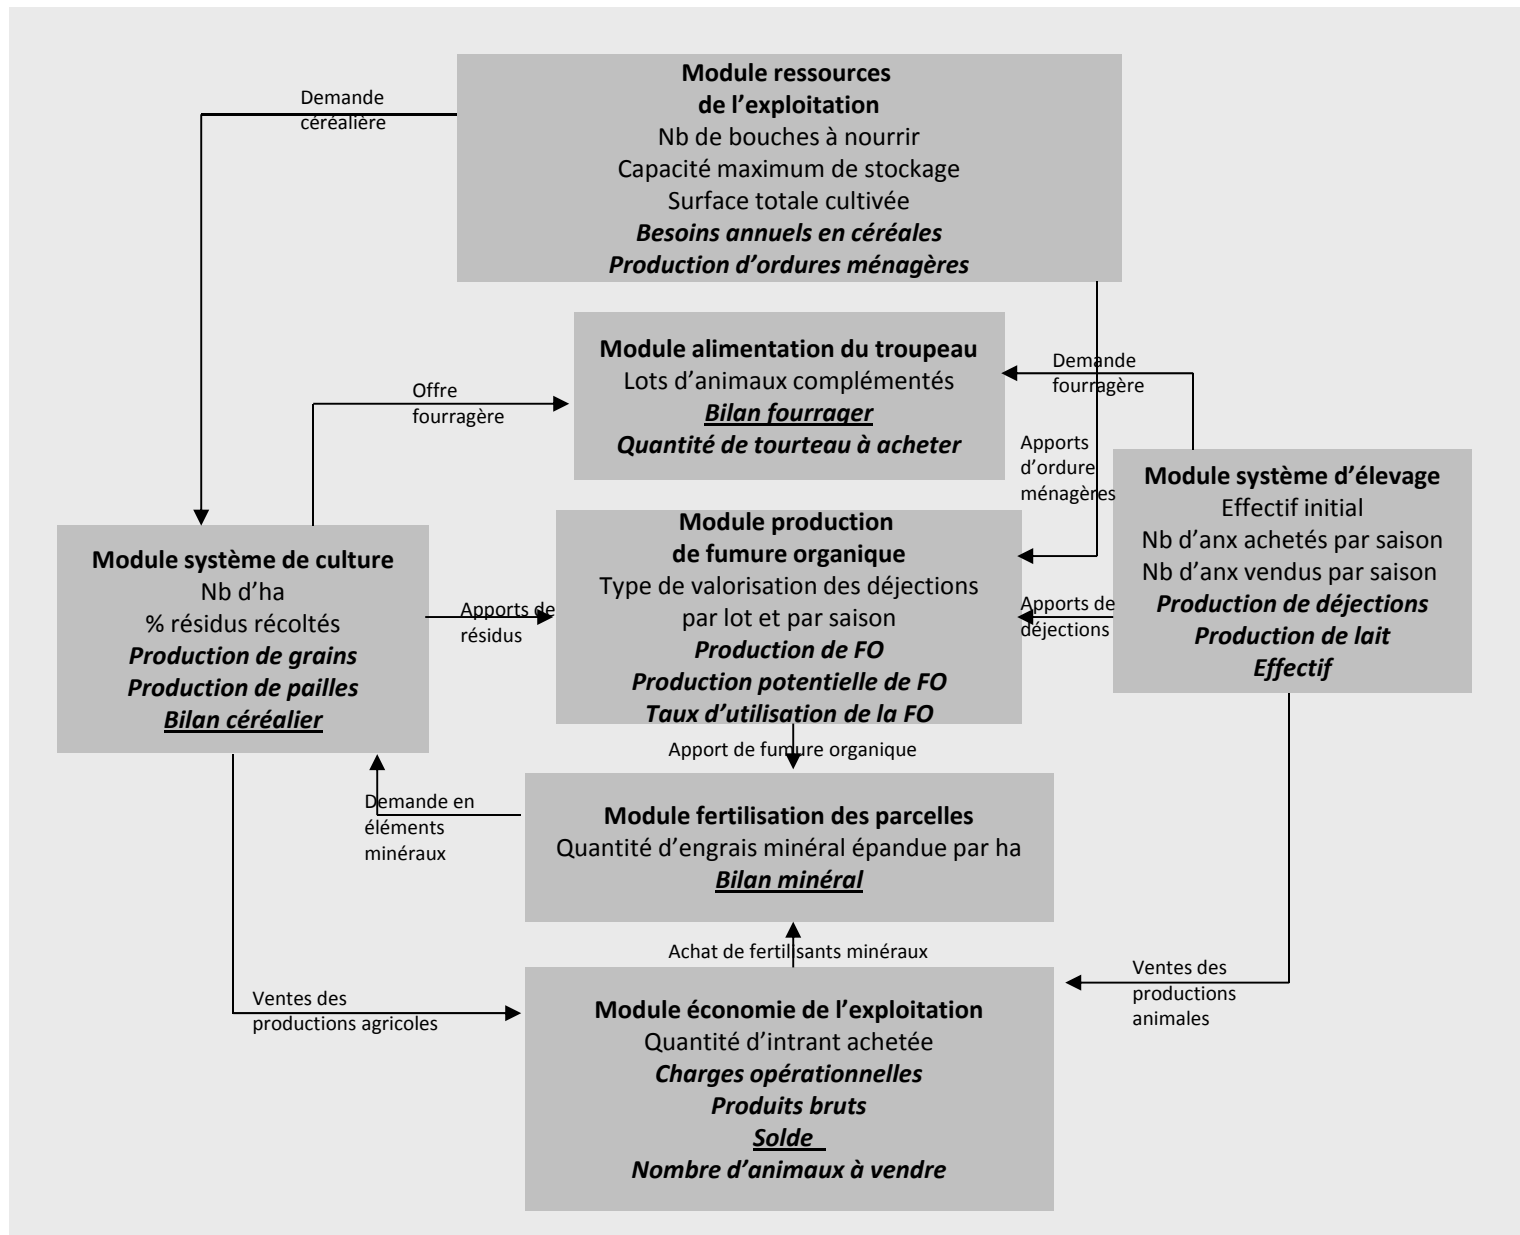 Module ressources
de l’exploitation
Nb de bouches à nourrir
Capacité maximum de stockage
Surface totale cultivée
Besoins annuels en céréales
Production d’ordures ménagères
Demande
céréalière
Module alimentation du troupeau
Lots d’animaux complémentés
Bilan fourrager
Quantité de tourteau à acheter
Offre
fourragère
Demande
fourragère
Apports
d’ordure
ménagères
Module système d’élevage
Effectif initial
Nb d’anx achetés par saison
Nb d’anx vendus par saison
Production de déjections
Production de lait
Effectif
Module système de culture
Nb d’ha
% résidus récoltés
Production de grains
Production de pailles
Bilan céréalier
Apports de
résidus
Module production
de fumure organique
Type de valorisation des déjections
par lot et par saison
Production de FO
Production potentielle de FO
Taux d’utilisation de la FO
Apports de
déjections
Apport de fumure organique
Demande en
éléments
minéraux
Module fertilisation des parcelles
Quantité d’engrais minéral épandue par ha
Bilan minéral
Achat de fertilisants minéraux
Ventes des
productions agricoles
Module économie de l’exploitation
Quantité d’intrant achetée
Charges opérationnelles
Produits bruts
Solde
Nombre d’animaux à vendre
Ventes des
productions
animales